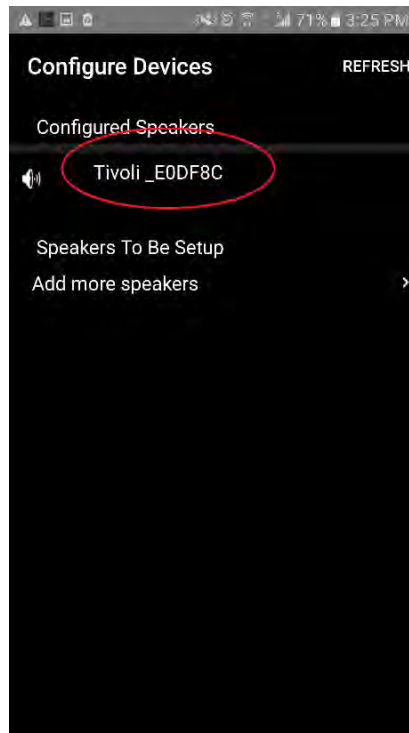 71% 3:25 PM
Configure Devices
REFRESH
Configured Speakers
Tivoli _E0DF8C
Speakers To Be Setup
Add more speakers